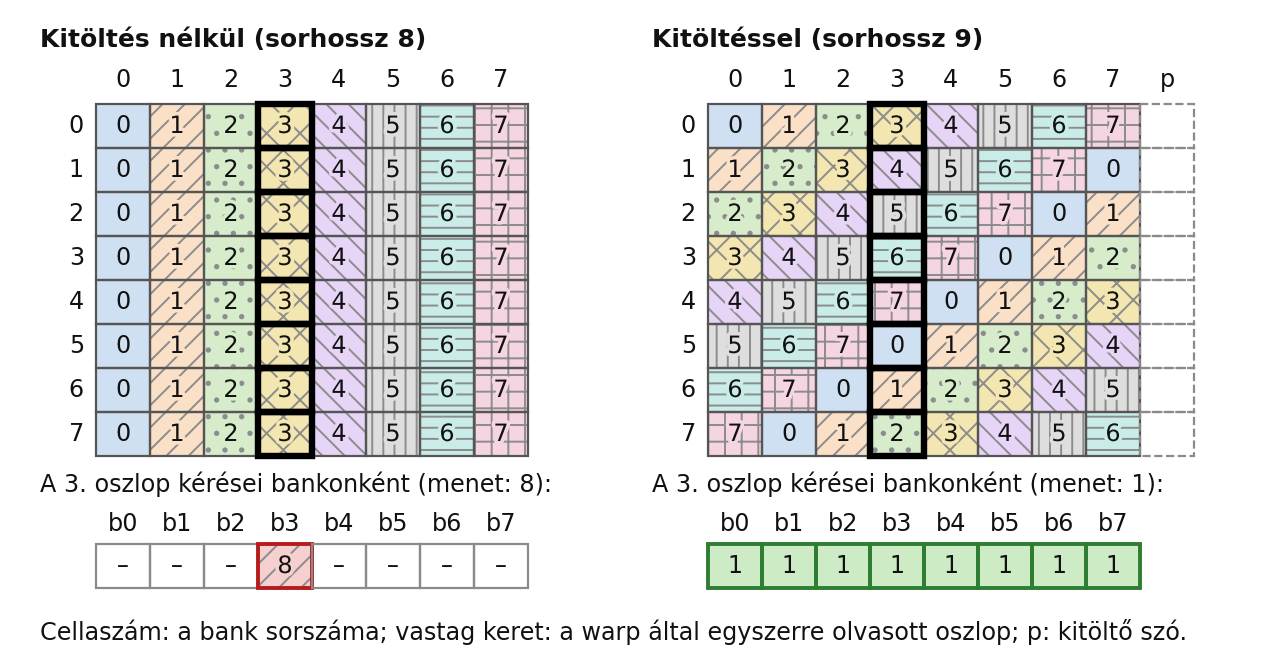 Kitöltés nélkül (sorhossz 8)
0 1 2 3 4 5 6 7
0 0 1 2 3 4 5 6 7
1 0 1 2 3 4 5 6 7
2 0 1 2 3 4 5 6 7
3 0 1 2 3 4 5 6 7
4 0 1 2 3 4 5 6 7
5 0 1 2 3 4 5 6 7
6 0 1 2 3 4 5 6 7
7 0 1 2 3 4 5 6 7
A 3. oszlop kérései bankonként (menet: 8):
b0 b1 b2 b3 b4 b5 b6 b7
– – – 8 – – – –
Kitöltéssel (sorhossz 9)
0 1 2 3 4 5 6 7 p
0 0 1 2 3 4 5 6 7
1 1 2 3 4 5 6 7 0
2 2 3 4 5 6 7 0 1
3 3 4 5 6 7 0 1 2
4 4 5 6 7 0 1 2 3
5 5 6 7 0 1 2 3 4
6 6 7 0 1 2 3 4 5
7 7 0 1 2 3 4 5 6
A 3. oszlop kérései bankonként (menet: 1):
b0 b1 b2 b3 b4 b5 b6 b7
1 1 1 1 1 1 1 1
Cellaszám: a bank sorszáma; vastag keret: a warp által egyszerre olvasott oszlop; p: kitöltő szó.